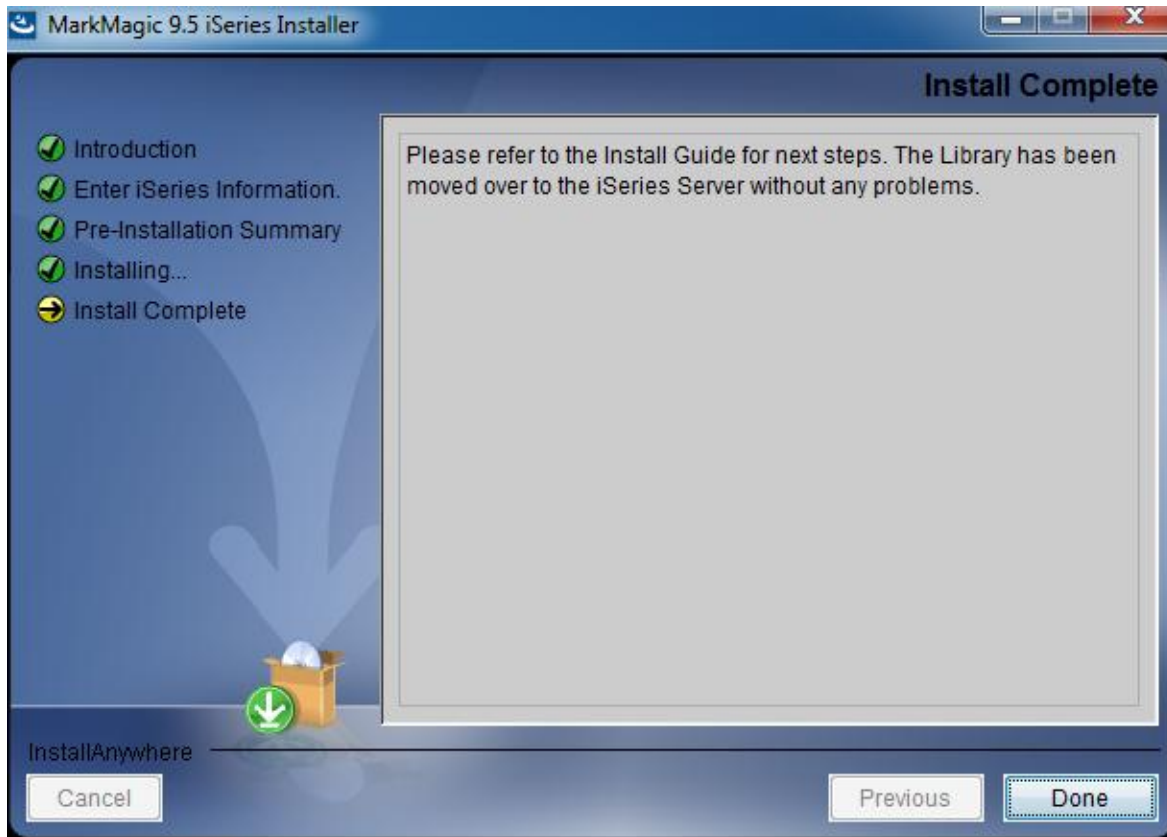 MarkMagic 9.5 iSeries Installer
Install Complete
Introduction
Enter iSeries Information.
Pre-Installation Summary
Installing...
Install Complete
Please refer to the Install Guide for next steps. The Library has been
moved over to the iSeries Server without any problems.
InstallAnywhere
Cancel
Previous
Done